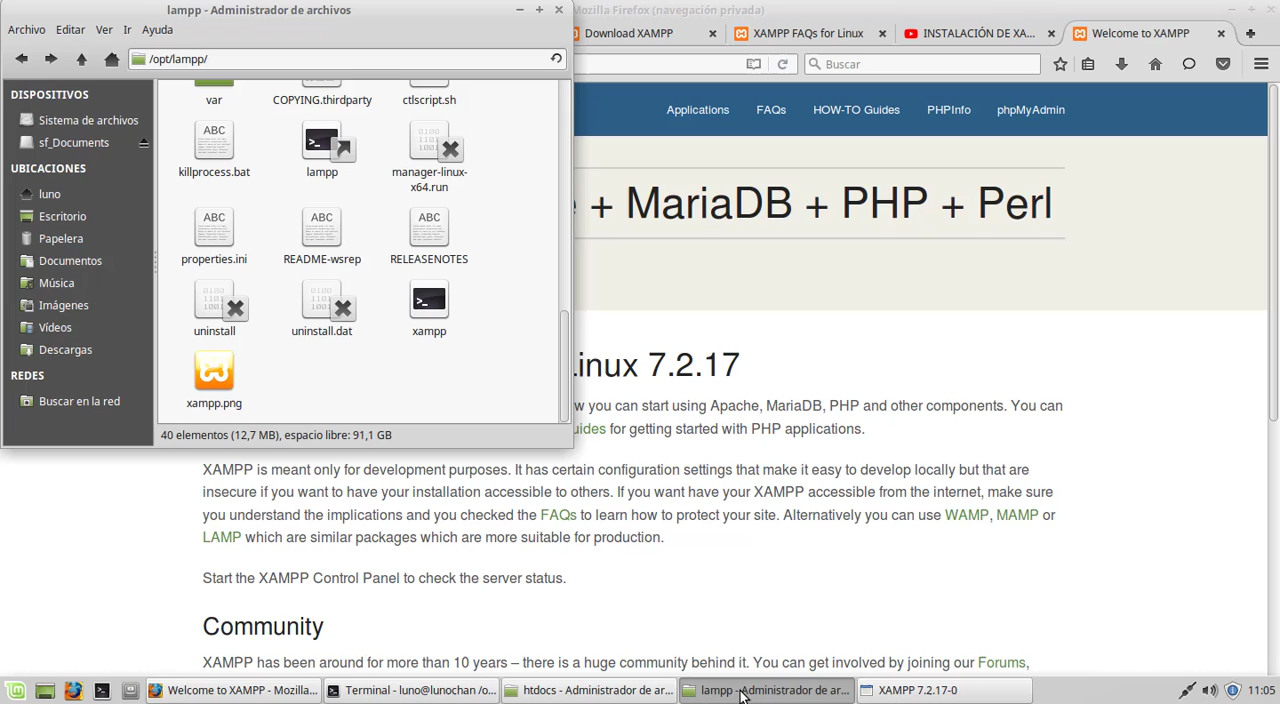 lampp - Administrador de archivos
Mozilla Firefox (navegación privada)
Archivo Editar Ver Ir Ayuda
Download XAMPP
XAMPP FAQs for Linux
INSTALACIÓN DE XA...
Welcome to XAMPP
/opt/lampp/
Buscar
DISPOSITIVOS
Sistema de archivos
sf_Documents
UBICACIONES
luno
Escritorio
Papelera
Documentos
Música
Imágenes
Vídeos
Descargas
REDES
Buscar en la red
var
COPYING.thirdparty
ctlscript.sh
ABC
killprocess.bat
lampp
0100
1101
1001
manager-linux-
x64.run
ABC
properties.ini
ABC
README-wsrep
ABC
RELEASENOTES
uninstall
uninstall.dat
xampp
xampp.png
40 elementos (12,7 MB), espacio libre: 91,1 GB
Applications FAQs HOW-TO Guides PHPInfo phpMyAdmin
+ MariaDB + PHP + Perl
Linux 7.2.17
w you can start using Apache, MariaDB, PHP and other components. You can
uides for getting started with PHP applications.
XAMPP is meant only for development purposes. It has certain configuration settings that make it easy to develop locally but that are
insecure if you want to have your installation accessible to others. If you want have your XAMPP accessible from the internet, make sure
you understand the implications and you checked the FAQs to learn how to protect your site. Alternatively you can use WAMP, MAMP or
LAMP which are similar packages which are more suitable for production.
Start the XAMPP Control Panel to check the server status.
Community
XAMPP has been around for more than 10 years – there is a huge community behind it. You can get involved by joining our Forums,
Welcome to XAMPP - Mozilla...
Terminal - luno@lunochan /o...
htdocs - Administrador de ar...
lampp - Administrador de ar...
XAMPP 7.2.17-0
11:05